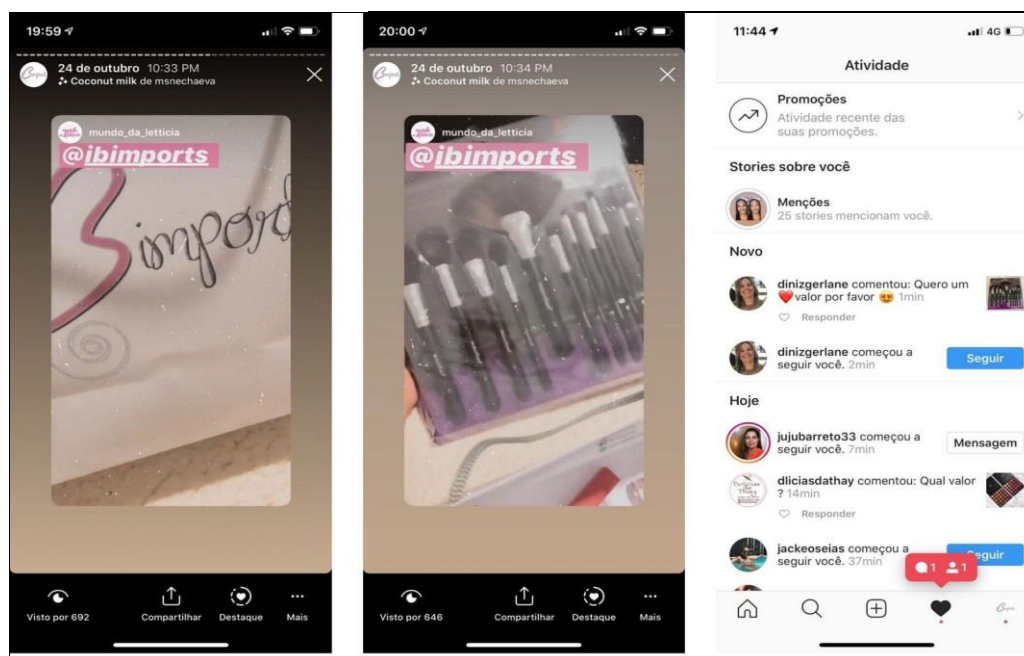 19:59
24 de outubro 10:33 PM
Coconut milk de msnechaeva
mundo_da_letticia
@ibimports
Bimport
Visto por 692
Compartilhar
Destaque
Mais
20:00
24 de outubro 10:34 PM
Coconut milk de msnechaeva
mundo_da_letticia
@ibimports
Visto por 646
Compartilhar
Destaque
Mais
11:44
4G
Atividade
Promoções
Atividade recente das
suas promoções.
Stories sobre você
Menções
25 stories mencionam você.
Novo
dinizgerlane comentou: Quero um
❤️valor por favor 😍 1min
Responder
dinizgerlane começou a
seguir você. 2min
Seguir
Hoje
jujubarreto33 começou a
seguir você. 7min
Mensagem
dliciasdathay comentou: Qual valor
? 14min
Responder
jackeoseias começou a
seguir você. 37min
Seguir
1 1